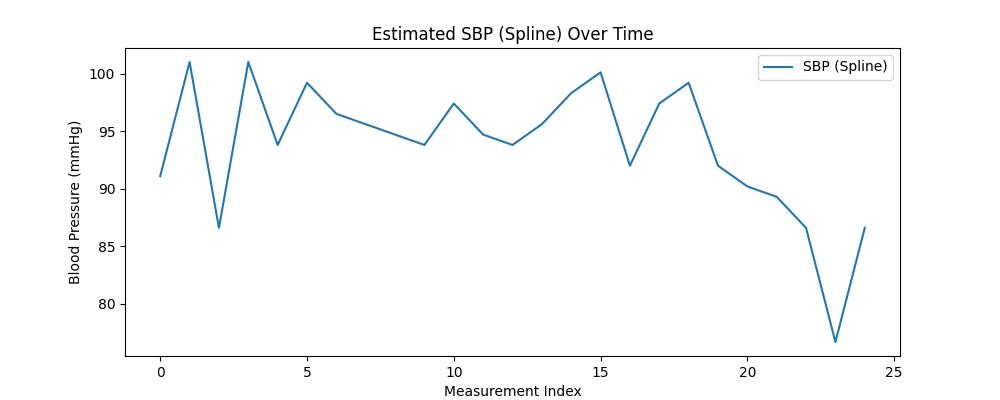 Estimated SBP (Spline) Over Time
SBP (Spline)
Blood Pressure (mmHg)
100
95
90
85
80
0 5 10 15 20 25
Measurement Index